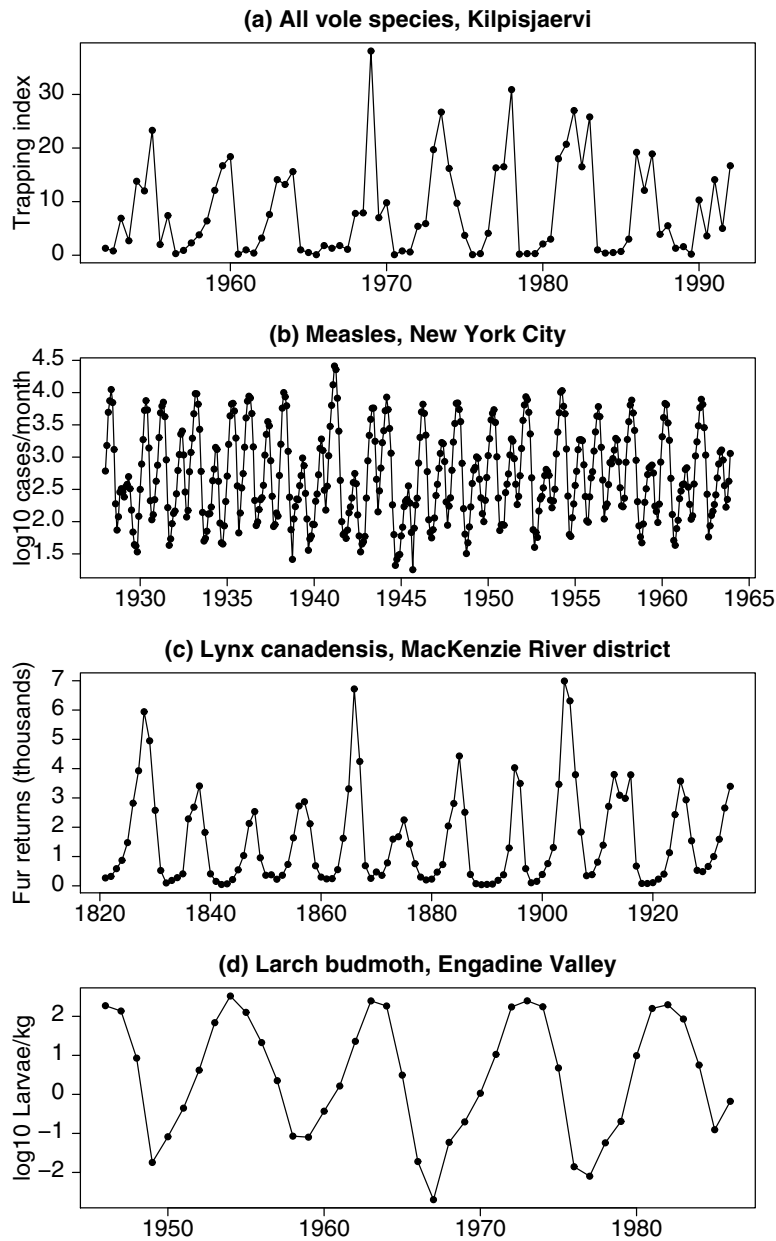 (a) All vole species, Kilpisjaervi
Trapping index
30
20
10
0
1960 1970 1980 1990
(b) Measles, New York City
log10 cases/month
4.5
3.5
3.0
2.5
2.0
1.5
1930 1935 1940 1945 1950 1955 1960 1965
(c) Lynx canadensis, MacKenzie River district
Fur returns (thousands)
7
6
5
4
3
2
1
0
1820 1840 1860 1880 1900 1920
(d) Larch budmoth, Engadine Valley
log10 Larvae/kg
2
1
0
−1
−2
1950 1960 1970 1980